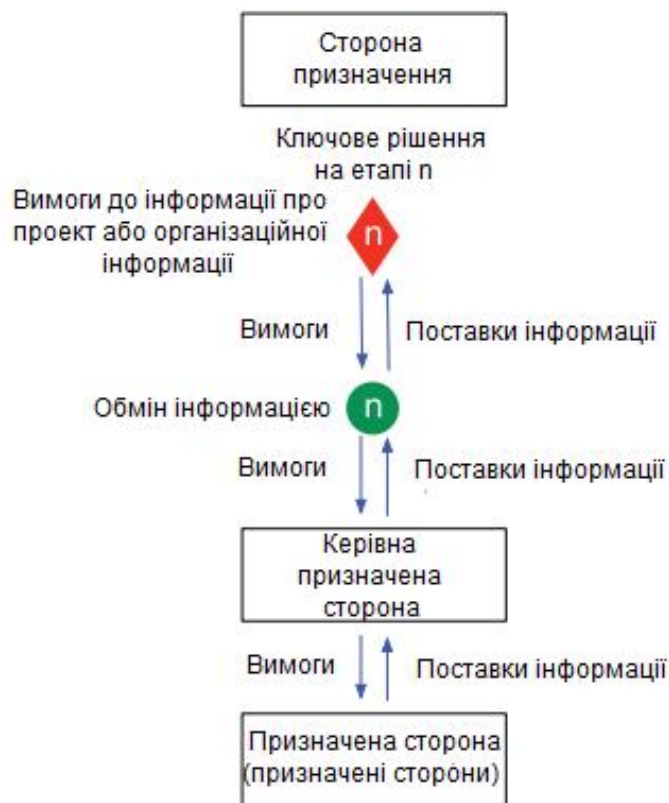 Сторона
призначення
Ключове рішення
на етапі n
Вимоги до інформації про
проект або організаційної
інформації
n
Вимоги
Поставки інформації
Обмін інформацією
n
Вимоги
Поставки інформації
Керівна
призначена
сторона
Вимоги
Поставки інформації
Призначена сторона
(призначені сторони)